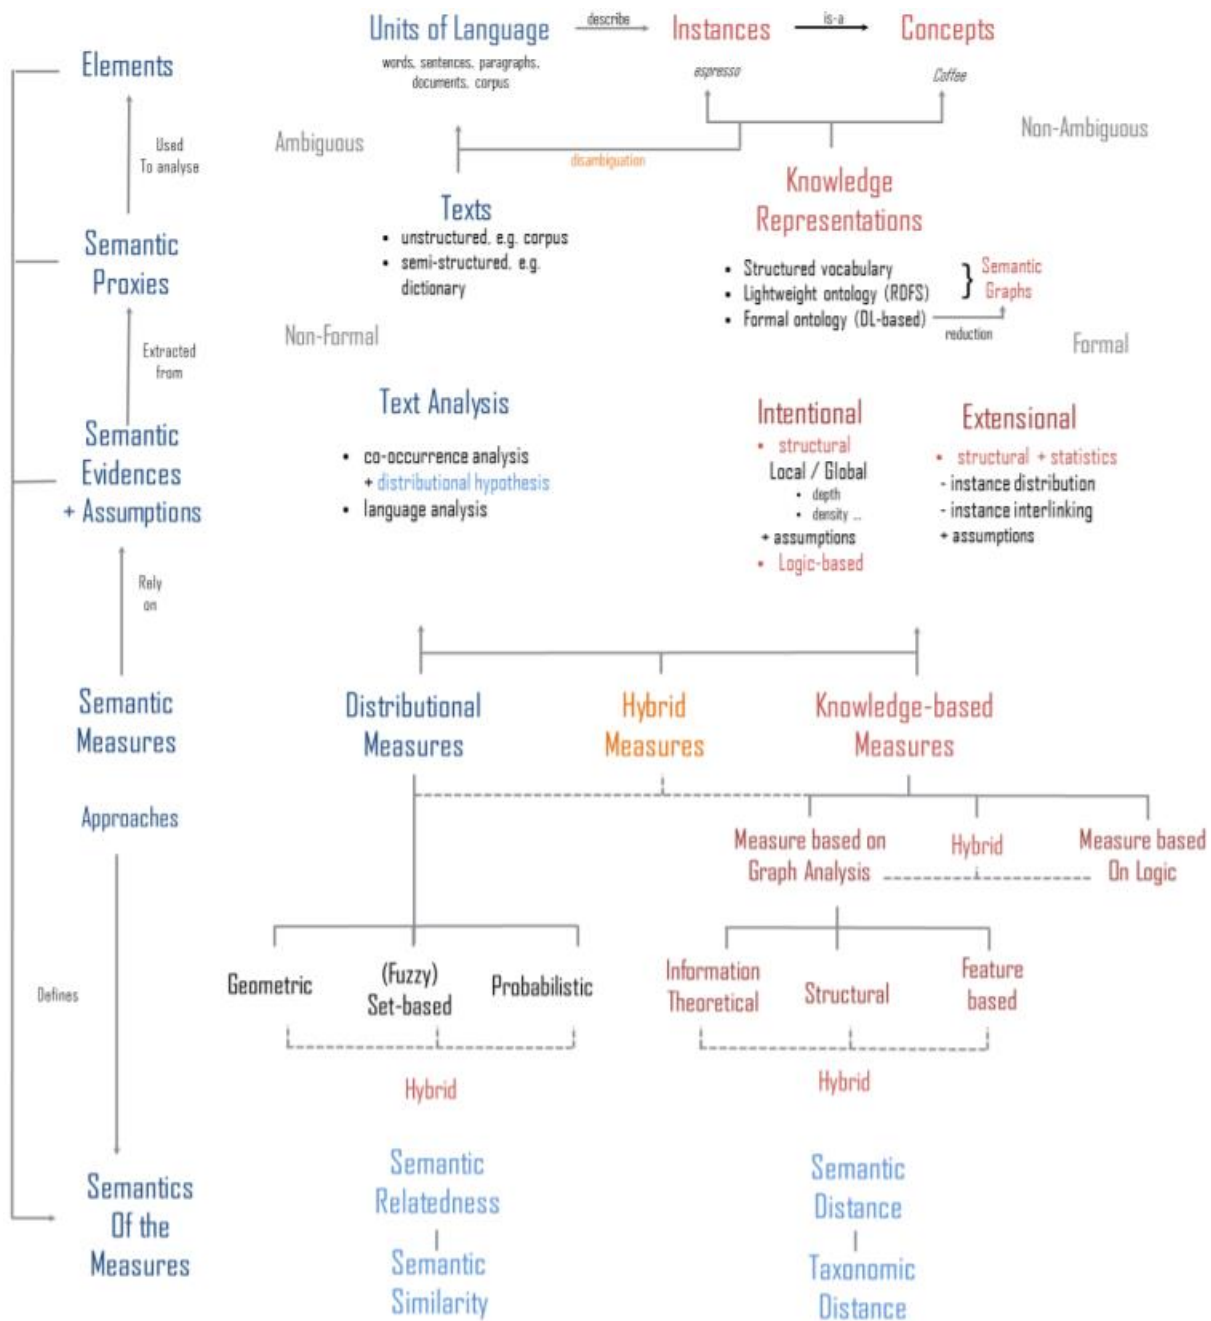 Units of Language
describe
Instances
is-a
Concepts
words, sentences, paragraphs,
documents, corpus
espresso
Coffee
Elements
Used
To analyse
Ambiguous
Non-Ambiguous
disambiguation
Semantic
Proxies
Texts
• unstructured, e.g. corpus
• semi-structured, e.g.
dictionary
Knowledge
Representations
• Structured vocabulary
• Lightweight ontology (RDFS)
• Formal ontology (DL-based)
}
Semantic
Graphs
reduction
Non-Formal
Formal
Extracted
from
Semantic
Evidences
+ Assumptions
Text Analysis
• co-occurrence analysis
+ distributional hypothesis
• language analysis
Intentional
• structural
Local / Global
• depth
• density ...
+ assumptions
• Logic-based
Extensional
• structural + statistics
- instance distribution
- instance interlinking
+ assumptions
Rely
on
Semantic
Measures
Distributional
Measures
Hybrid
Measures
Knowledge-based
Measures
Approaches
Measure based on
Graph Analysis
Hybrid
Measure based
On Logic
Defines
Geometric
(Fuzzy)
Set-based
Probabilistic
Information
Theoretical
Structural
Feature
based
Hybrid
Hybrid
Semantics
Of the
Measures
Semantic
Relatedness
Semantic
Similarity
Semantic
Distance
Taxonomic
Distance